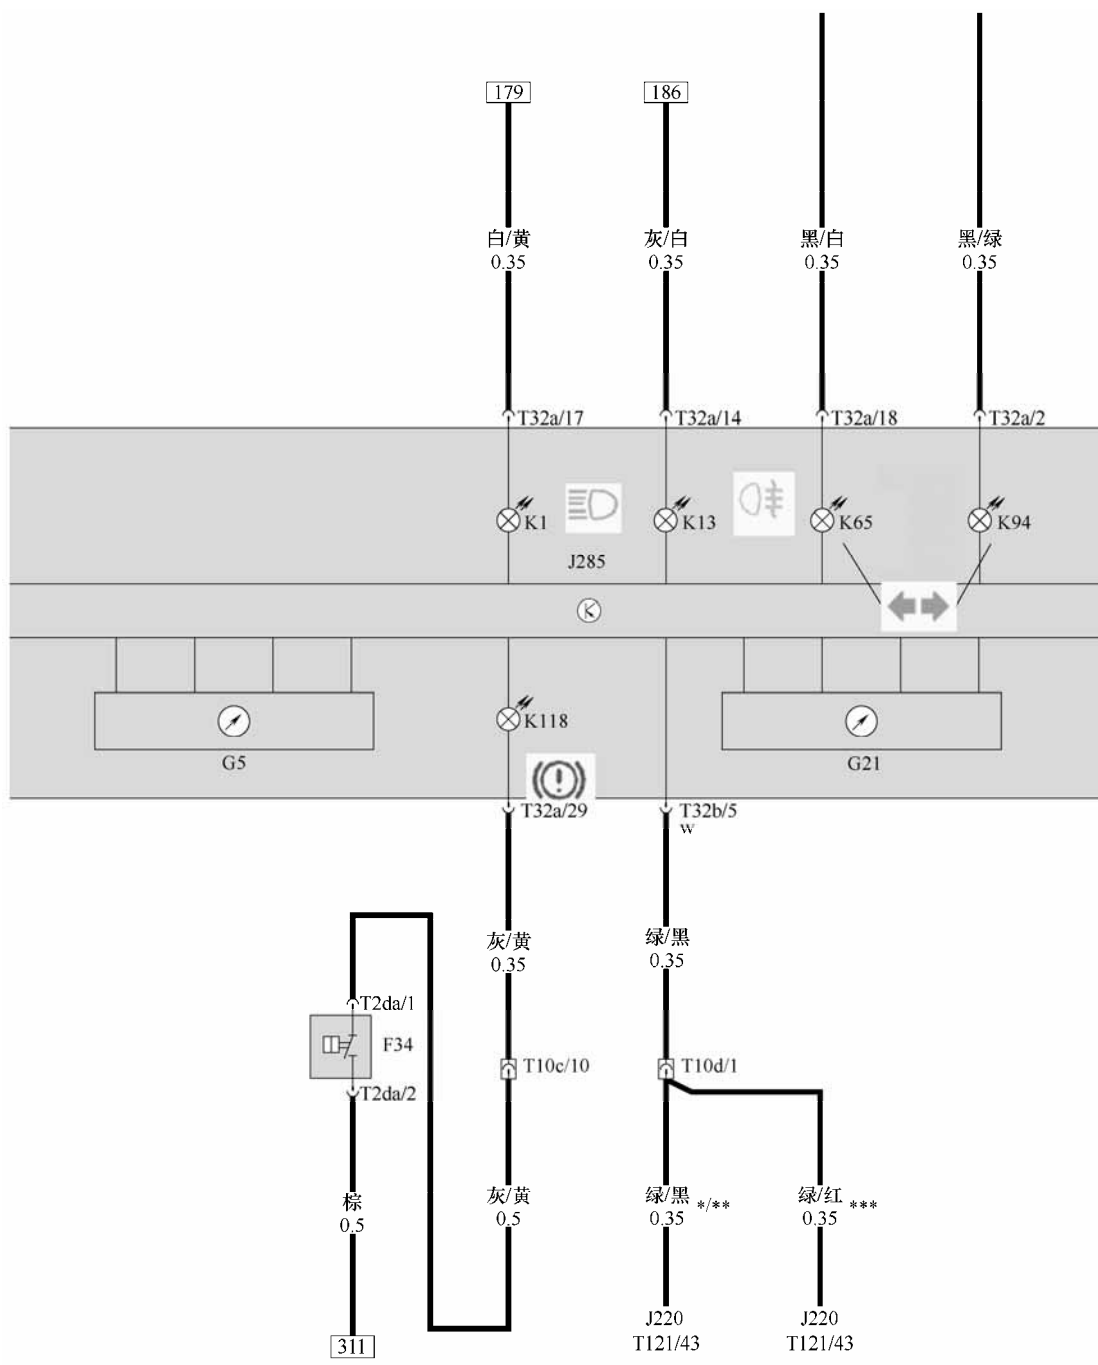 179
186
白/黄
0.35
灰/白
0.35
黑/白
0.35
黑/绿
0.35
T32a/17
T32a/14
T32a/18
T32a/2
K1
K13
K65
K94
J285
K118
G5
G21
T32a/29
T32b/5
w
灰/黄
0.35
绿/黑
0.35
T2da/1
F34
T2da/2
T10c/10
T10d/1
棕
0.5
灰/黄
0.5
绿/黑
0.35
*/**
绿/红
0.35
***
311
J220
T121/43
J220
T121/43